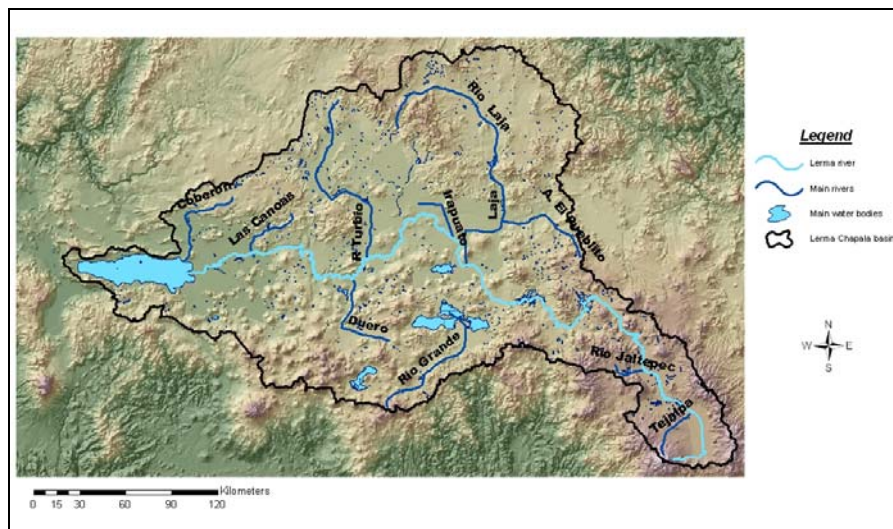 Rio Laja
Coberon
Las Canoas
R Turbio
Irapuato
Laja
A. El Pueblito
Duero
Rio Grande
Rio Jaltepec
Tejalpa
Legend
Lerma river
Main rivers
Main water bodies
Lerma Chapala basin
N
W E
S
Kilometers
0 15 30 60 90 120